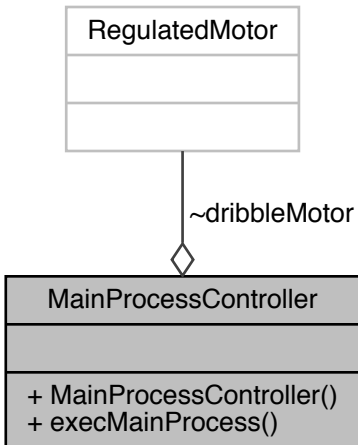 RegulatedMotor
~dribbleMotor
MainProcessController
+ MainProcessController()
+ execMainProcess()